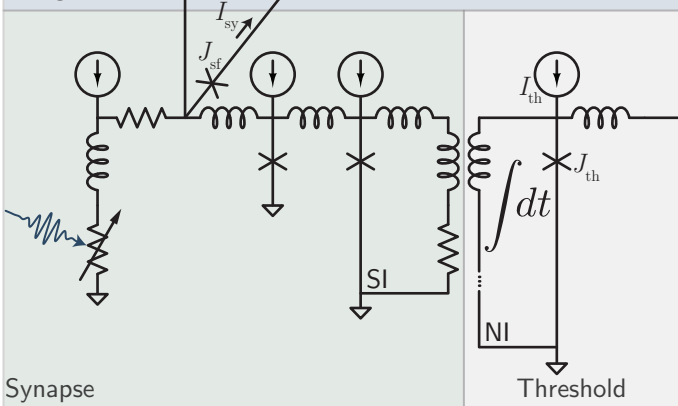 I_sy
J_sf
I_th
J_th
∫dt
SI
NI
Synapse
Threshold